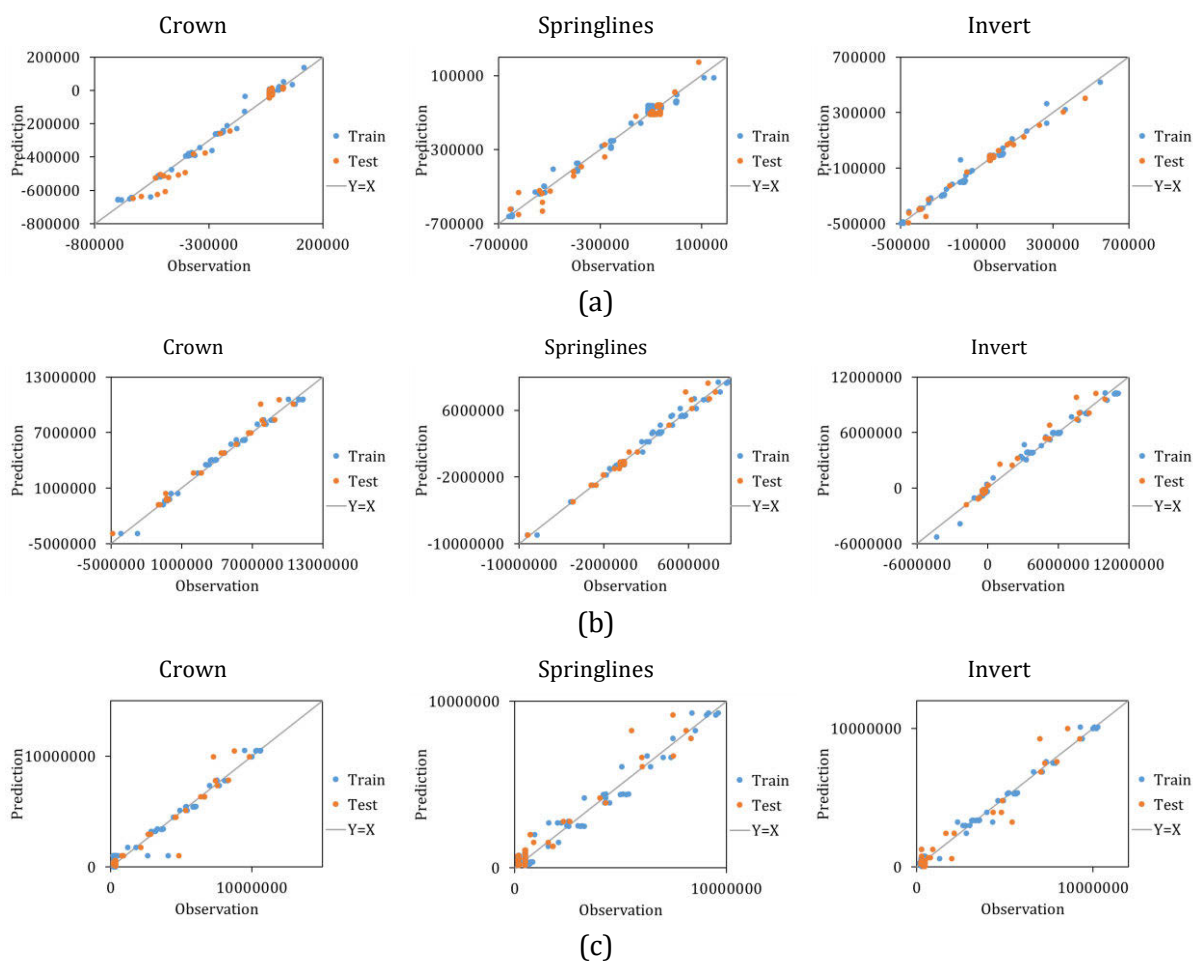 Crown Springlines Invert
200000
0
-200000
-400000
-600000
-800000
Prediction
-800000 -300000 200000
Observation
Train
Test
Y=X
100000
-300000
-700000
Prediction
-700000 -300000 100000
Observation
Train
Test
Y=X
700000
300000
-100000
-500000
Prediction
-500000 -100000 300000 700000
Observation
Train
Test
Y=X
(a)
Crown Springlines Invert
13000000
7000000
1000000
-5000000
Prediction
-5000000 1000000 7000000 13000000
Observation
Train
Test
Y=X
6000000
-2000000
-10000000
Prediction
-10000000 -2000000 6000000
Observation
Train
Test
Y=X
12000000
6000000
0
-6000000
Prediction
-6000000 0 6000000 12000000
Observation
Train
Test
Y=X
(b)
Crown Springlines Invert
10000000
0
Prediction
0 10000000
Observation
Train
Test
Y=X
10000000
0
Prediction
0 10000000
Observation
Train
Test
Y=X
10000000
0
Prediction
0 10000000
Observation
Train
Test
Y=X
(c)